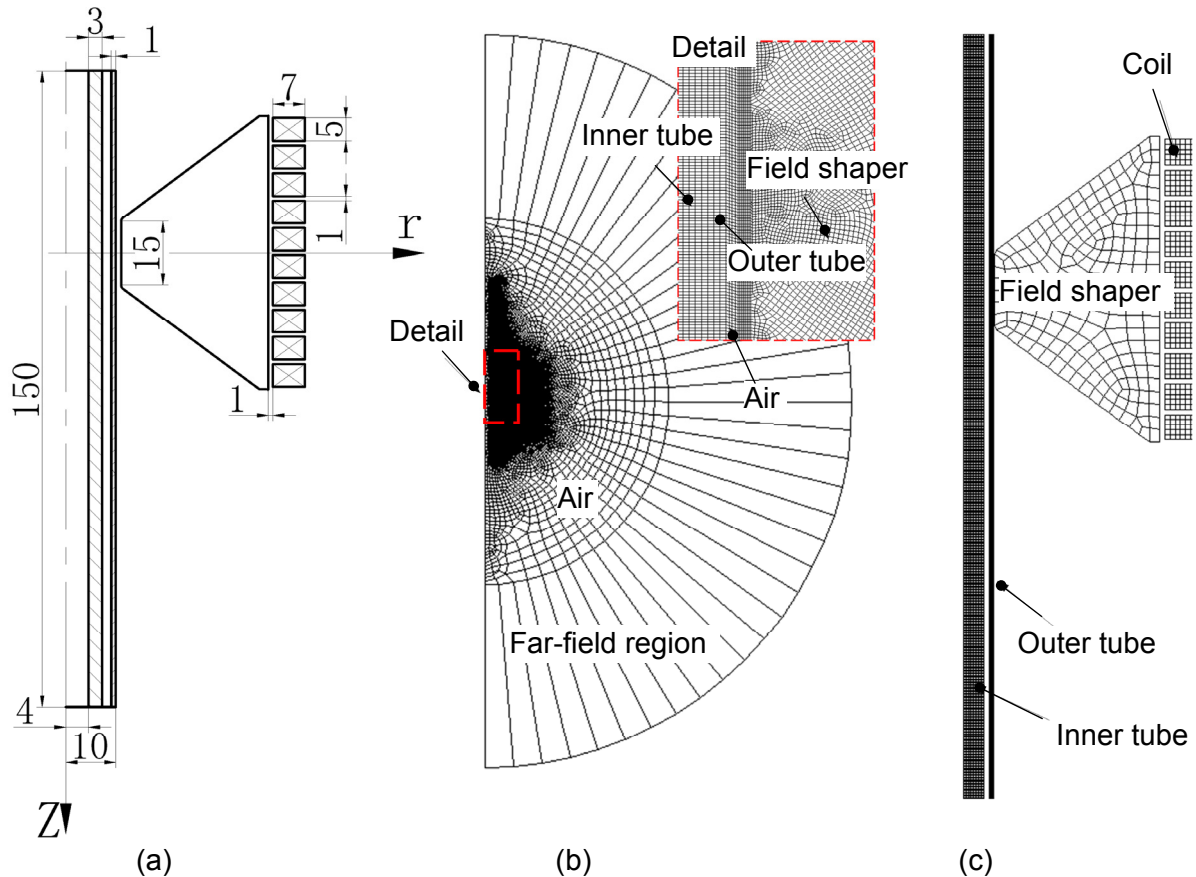 3
1
7
5
1
15
r
150
1
4
10
Z
(a)
Detail
Inner tube
Field shaper
Outer tube
Detail
Air
Air
Far-field region
(b)
Coil
Field shaper
Outer tube
Inner tube
(c)